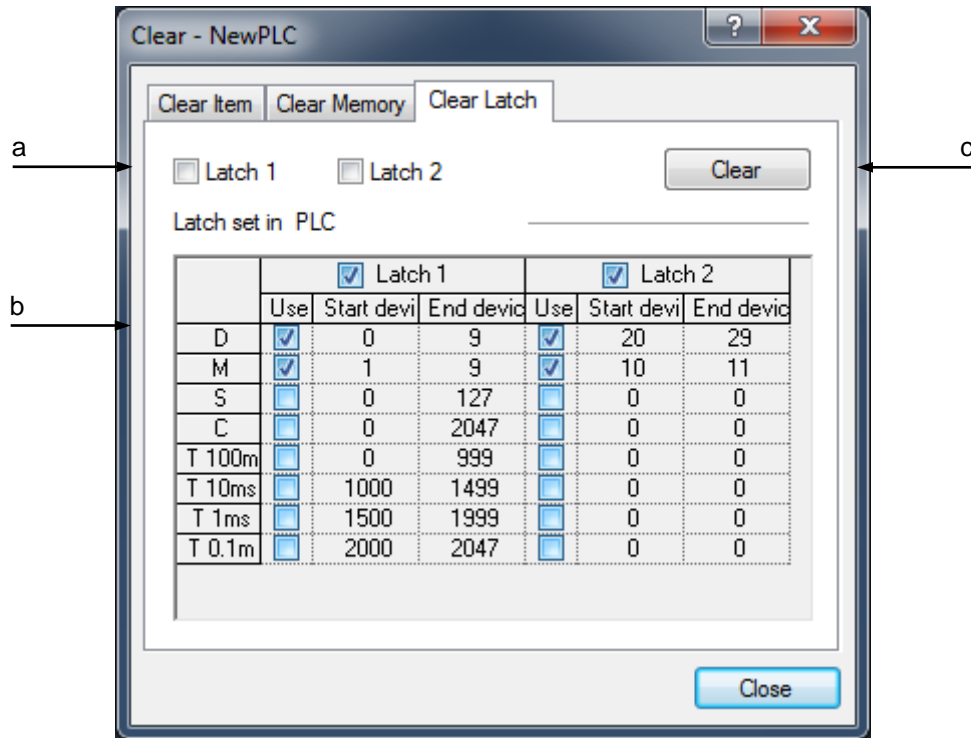 Clear - NewPLC
Clear Item Clear Memory Clear Latch
a
Latch 1 Latch 2 Clear
c
Latch set in PLC
Latch 1 Latch 2
b
Use Start devi End devic Use Start devi End devic
D 0 9 20 29
M 1 9 10 11
S 0 127 0 0
C 0 2047 0 0
T 100m 0 999 0 0
T 10ms 1000 1499 0 0
T 1ms 1500 1999 0 0
T 0.1m 2000 2047 0 0
Close